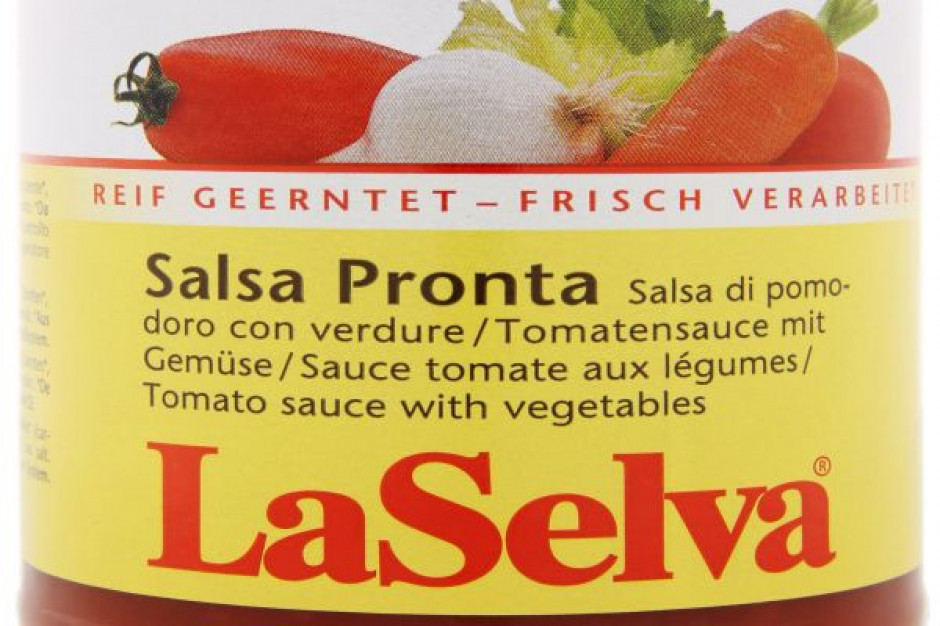 REIF GEERNTET – FRISCH VERARBEITET
Salsa Pronta Salsa di pomo-
doro con verdure/Tomatensauce mit
Gemüse/Sauce tomate aux légumes/
Tomato sauce with vegetables
LaSelva®